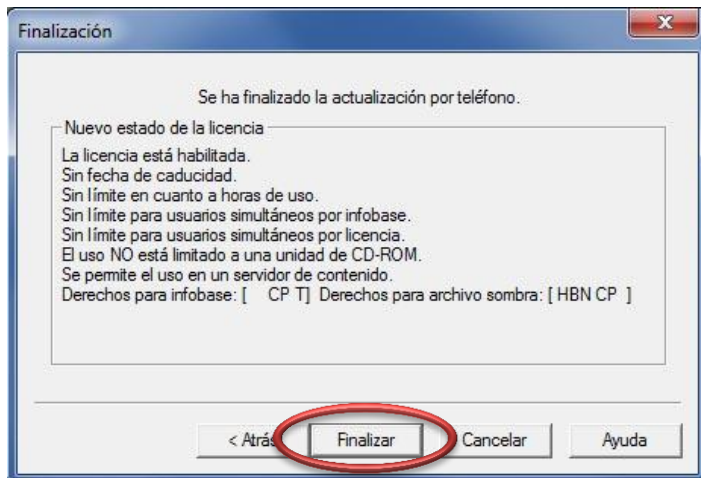 Finalización
Se ha finalizado la actualización por teléfono.
Nuevo estado de la licencia
La licencia está habilitada.
Sin fecha de caducidad.
Sin límite en cuanto a horas de uso.
Sin límite para usuarios simultáneos por infobase.
Sin límite para usuarios simultáneos por licencia.
El uso NO está limitado a una unidad de CD-ROM.
Se permite el uso en un servidor de contenido.
Derechos para infobase: [    CP T]  Derechos para archivo sombra: [ HBN CP  ]
< Atrás Finalizar Cancelar Ayuda